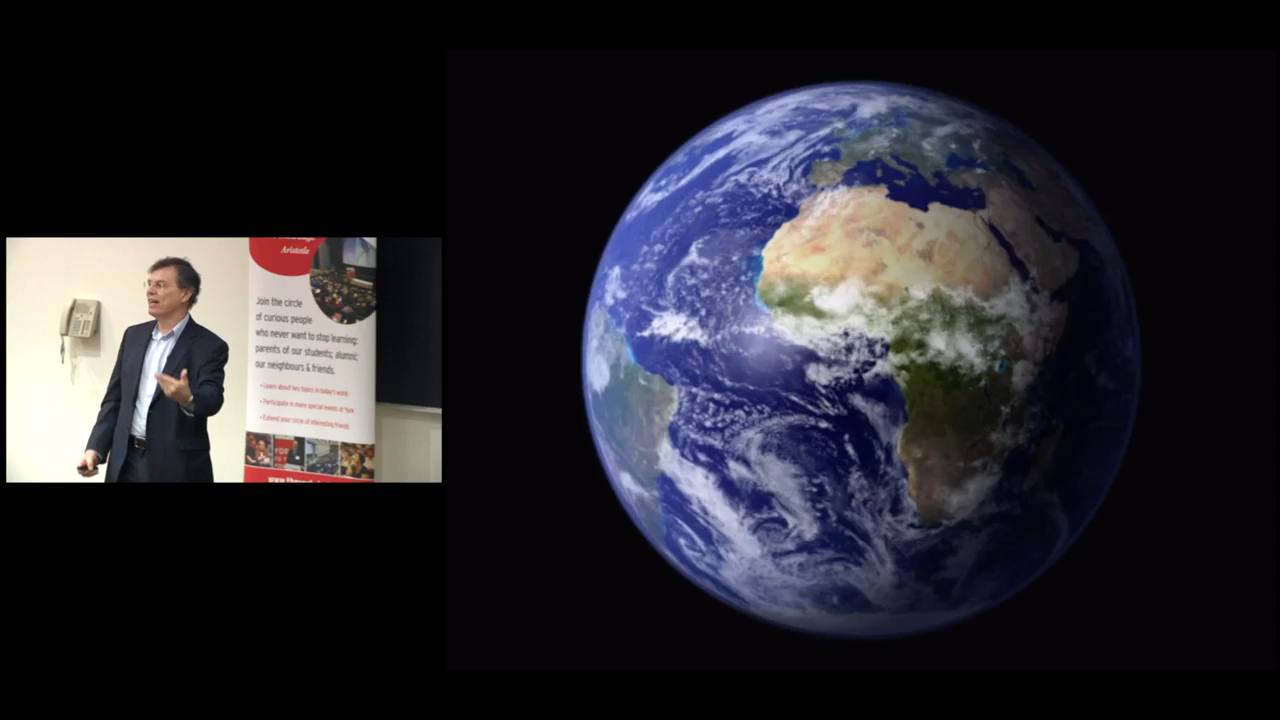 Aristotle
Join the circle
of curious people
who never want to stop learning:
parents of our students; alumni;
our neighbours & friends.
• Learn about key topics in today's world
• Participate in many special events at York
• Extend your circle of interesting friends